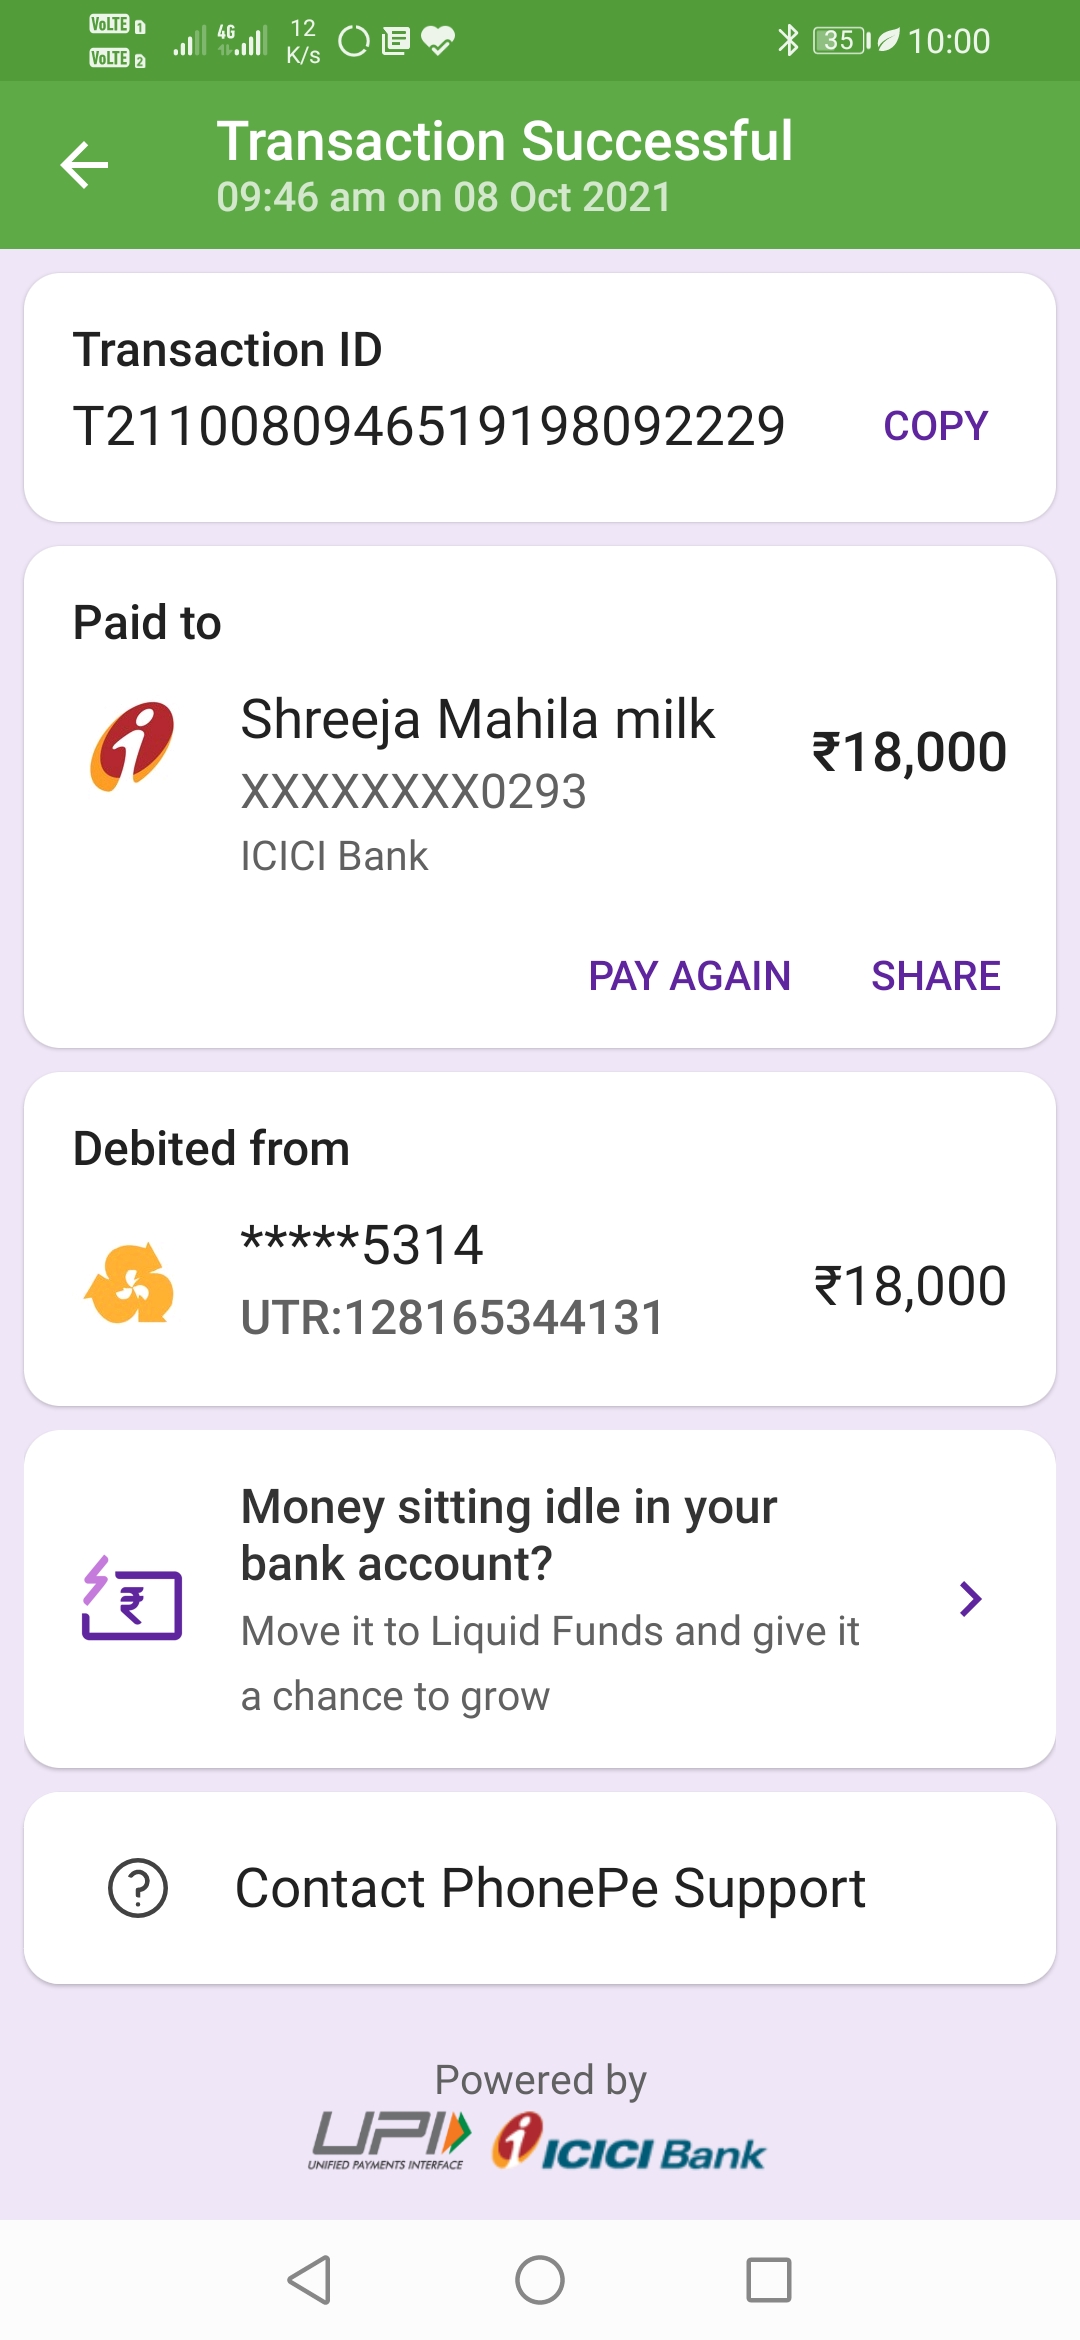 VoLTE 1
VoLTE 2
4G
12
K/s
35
10:00
Transaction Successful
09:46 am on 08 Oct 2021
Transaction ID
T2110080946519198092229
COPY
Paid to
Shreeja Mahila milk
₹18,000
XXXXXXXX0293
ICICI Bank
PAY AGAIN
SHARE
Debited from
*****5314
₹18,000
UTR:128165344131
Money sitting idle in your
bank account?
Move it to Liquid Funds and give it
a chance to grow
Contact PhonePe Support
Powered by
UPI
UNIFIED PAYMENTS INTERFACE
ICICI Bank